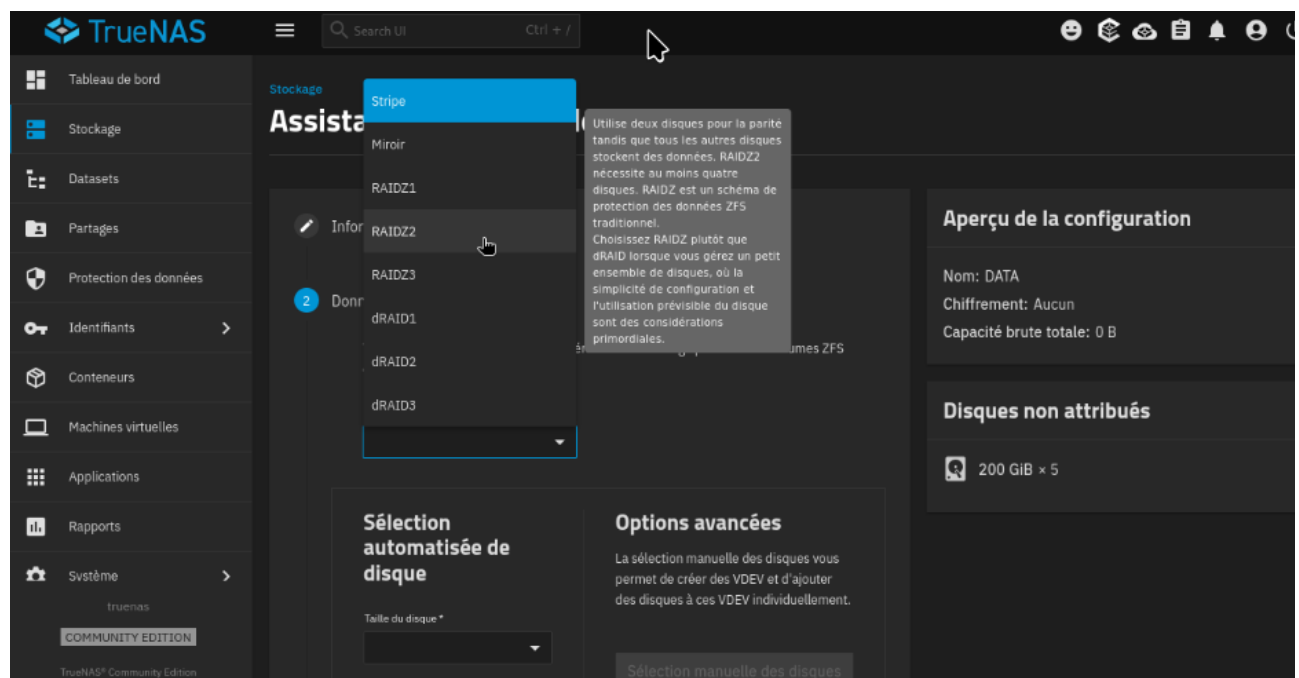 TrueNAS
Search UI
Ctrl + /
Tableau de bord
Stockage
Datasets
Partages
Protection des données
Identifiants
Conteneurs
Machines virtuelles
Applications
Rapports
Système
truenas
COMMUNITY EDITION
TrueNAS® Community Edition
Stockage
Assista
Stripe
Miroir
RAIDZ1
RAIDZ2
RAIDZ3
dRAID1
dRAID2
dRAID3
Utilise deux disques pour la parité
tandis que tous les autres disques
stockent des données. RAIDZ2
nécessite au moins quatre
disques. RAIDZ est un schéma de
protection des données ZFS
traditionnel.
Choisissez RAIDZ plutôt que
dRAID lorsque vous gérez un petit
ensemble de disques, où la
simplicité de configuration et
l'utilisation prévisible du disque
sont des considérations
primordiales.
Infor
2
Donn
umes ZFS
Sélection
automatisée de
disque
Taille du disque *
Options avancées
La sélection manuelle des disques vous
permet de créer des VDEV et d'ajouter
des disques à ces VDEV individuellement.
Sélection manuelle des disques
Aperçu de la configuration
Nom: DATA
Chiffrement: Aucun
Capacité brute totale: 0 B
Disques non attribués
200 GiB × 5